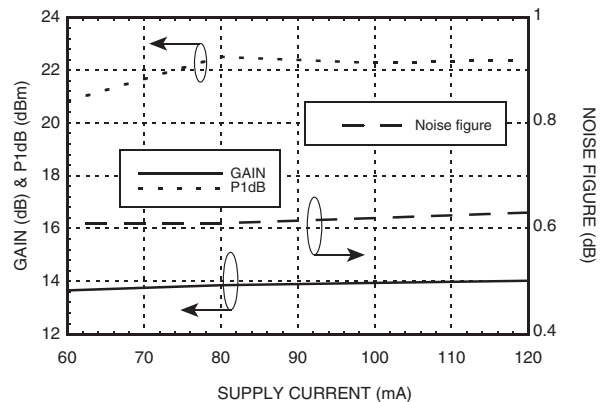 24
22
20
18
16
14
12
GAIN (dB) & P1dB (dBm)
1
0.8
0.6
0.4
NOISE FIGURE (dB)
Noise figure
GAIN
P1dB
60 70 80 90 100 110 120
SUPPLY CURRENT (mA)